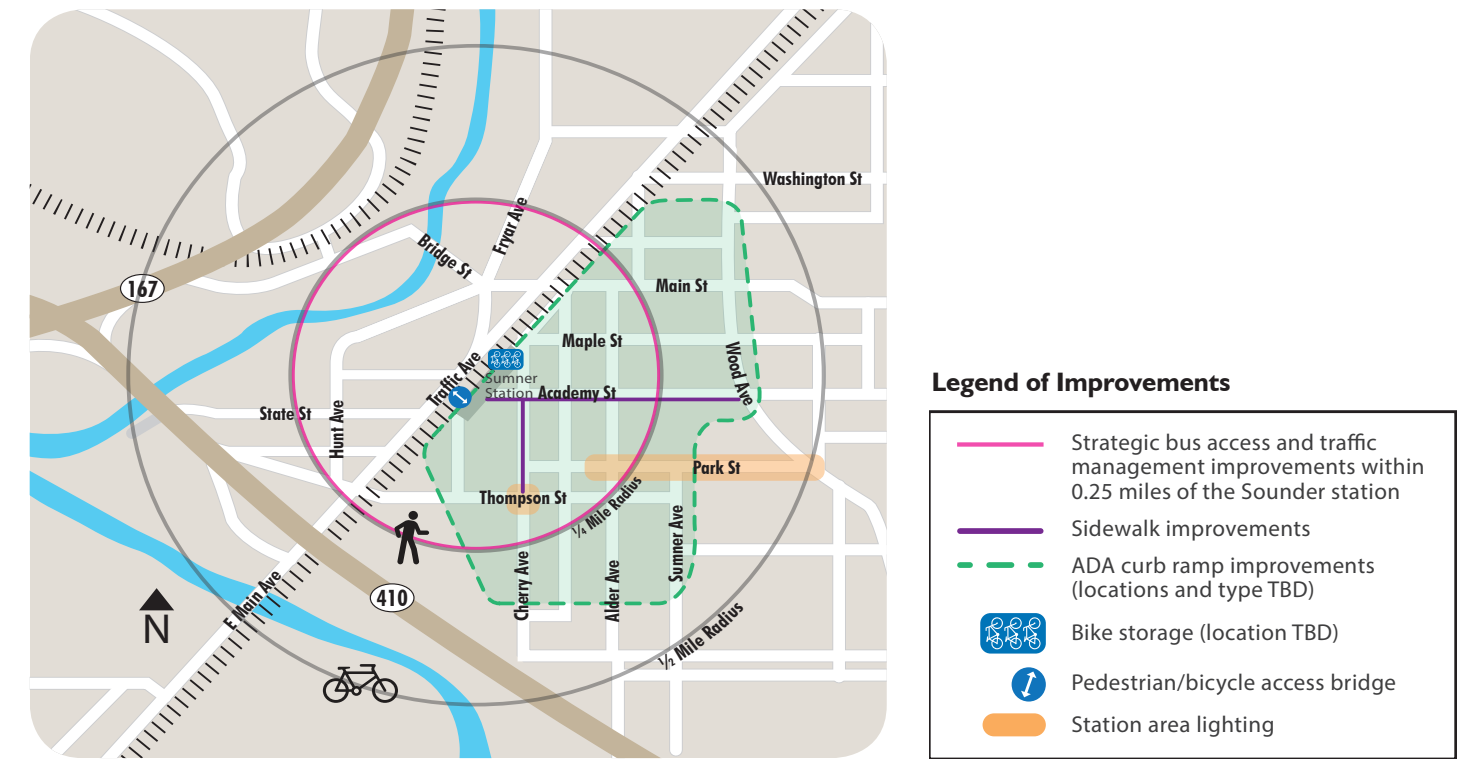 Washington St
Fryar Ave
Bridge St
167
Main St
Maple St
Wood Ave
Traffic Ave
Sumner
Station
Academy St
State St
Hunt Ave
Park St
Thompson St
1/4 Mile Radius
Sumner Ave
Cherry Ave
Alder Ave
410
E Main Ave
N
1/2 Mile Radius
Legend of Improvements
Strategic bus access and traffic
management improvements within
0.25 miles of the Sounder station
Sidewalk improvements
ADA curb ramp improvements
(locations and type TBD)
Bike storage (location TBD)
Pedestrian/bicycle access bridge
Station area lighting